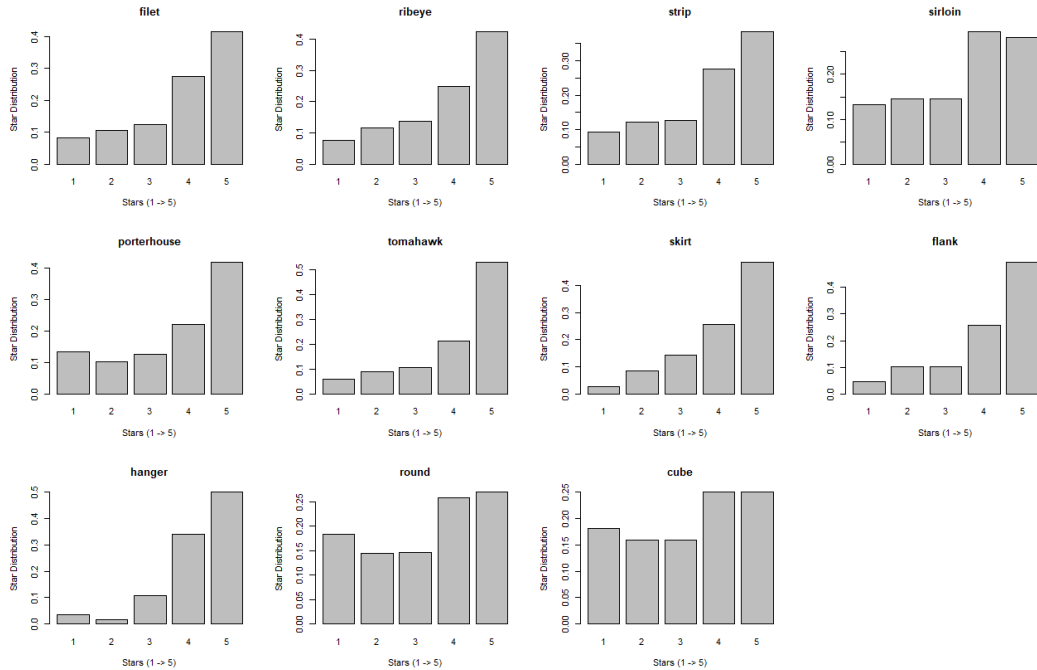 filet
Star Distribution
0.0 0.1 0.2 0.3 0.4
1 2 3 4 5
Stars (1 -> 5)
ribeye
Star Distribution
0.0 0.1 0.2 0.3 0.4
1 2 3 4 5
Stars (1 -> 5)
strip
Star Distribution
0.00 0.10 0.20 0.30
1 2 3 4 5
Stars (1 -> 5)
sirloin
Star Distribution
0.00 0.10 0.20
1 2 3 4 5
Stars (1 -> 5)
porterhouse
Star Distribution
0.0 0.1 0.2 0.3 0.4
1 2 3 4 5
Stars (1 -> 5)
tomahawk
Star Distribution
0.0 0.1 0.2 0.3 0.4 0.5
1 2 3 4 5
Stars (1 -> 5)
skirt
Star Distribution
0.0 0.1 0.2 0.3 0.4
1 2 3 4 5
Stars (1 -> 5)
flank
Star Distribution
0.0 0.1 0.2 0.3 0.4
1 2 3 4 5
Stars (1 -> 5)
hanger
Star Distribution
0.0 0.1 0.2 0.3 0.4 0.5
1 2 3 4 5
Stars (1 -> 5)
round
Star Distribution
0.00 0.05 0.10 0.15 0.20 0.25
1 2 3 4 5
Stars (1 -> 5)
cube
Star Distribution
0.00 0.05 0.10 0.15 0.20 0.25
1 2 3 4 5
Stars (1 -> 5)